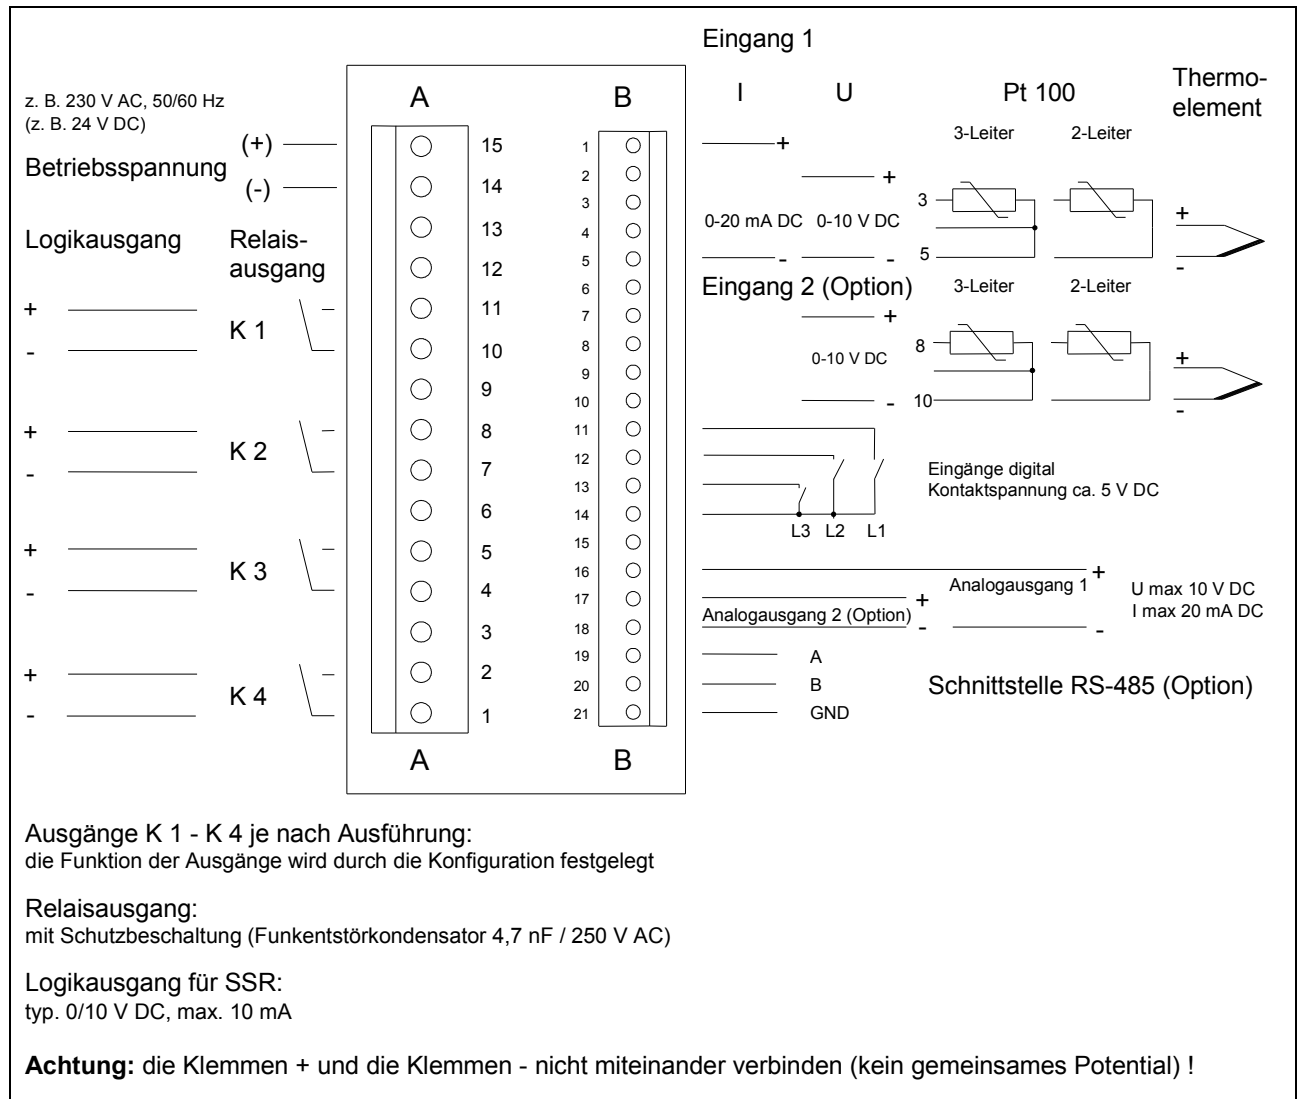 Eingang 1
z. B. 230 V AC, 50/60 Hz
(z. B. 24 V DC)
Betriebsspannung
(+)
(-)
Logikausgang
Relais-
ausgang
+
-
K 1
+
-
K 2
+
-
K 3
+
-
K 4
A
15
14
13
12
11
10
9
8
7
6
5
4
3
2
1
A
B
1
2
3
4
5
6
7
8
9
10
11
12
13
14
15
16
17
18
19
20
21
B
I
U
Pt 100
Thermo-
element
3-Leiter
2-Leiter
+
+
3
+
0-20 mA DC
0-10 V DC
-
-
5
-
Eingang 2 (Option)
3-Leiter
2-Leiter
+
8
+
0-10 V DC
-
10
-
Eingänge digital
Kontaktspannung ca. 5 V DC
L3
L2
L1
+
Analogausgang 1
U max 10 V DC
I max 20 mA DC
+
Analogausgang 2 (Option)
-
-
A
B
GND
Schnittstelle RS-485 (Option)
Ausgänge K 1 - K 4 je nach Ausführung:
die Funktion der Ausgänge wird durch die Konfiguration festgelegt
Relaisausgang:
mit Schutzbeschaltung (Funkentstörkondensator 4,7 nF / 250 V AC)
Logikausgang für SSR:
typ. 0/10 V DC, max. 10 mA
Achtung: die Klemmen + und die Klemmen - nicht miteinander verbinden (kein gemeinsames Potential) !